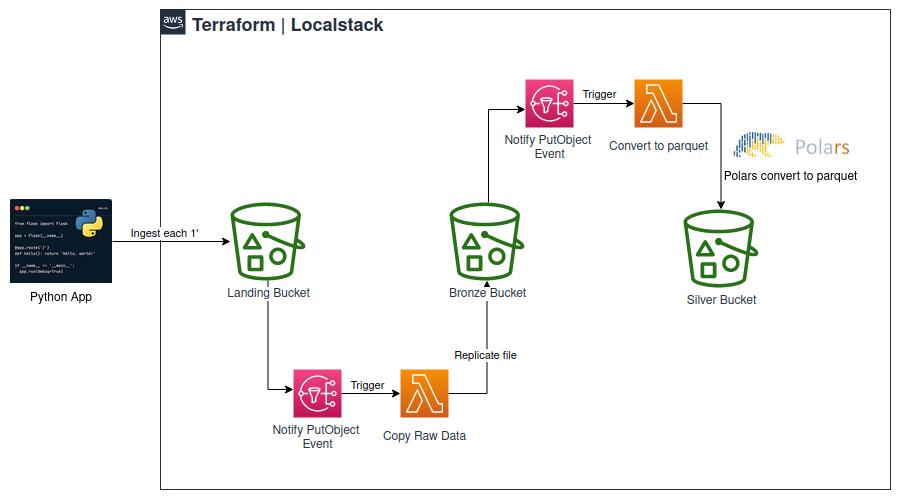 aws
Terraform | Localstack
Notify PutObject
Event
Trigger
Convert to parquet
Polars
Polars convert to parquet
from flask import Flask
app = Flask(__name__)
@app.route('/')
def hello(): return 'Hello, world!'
if __name__ == '__main__':
app.run(debug=True)
Python App
Ingest each 1'
Landing Bucket
Bronze Bucket
Silver Bucket
Replicate file
Notify PutObject
Event
Trigger
Copy Raw Data